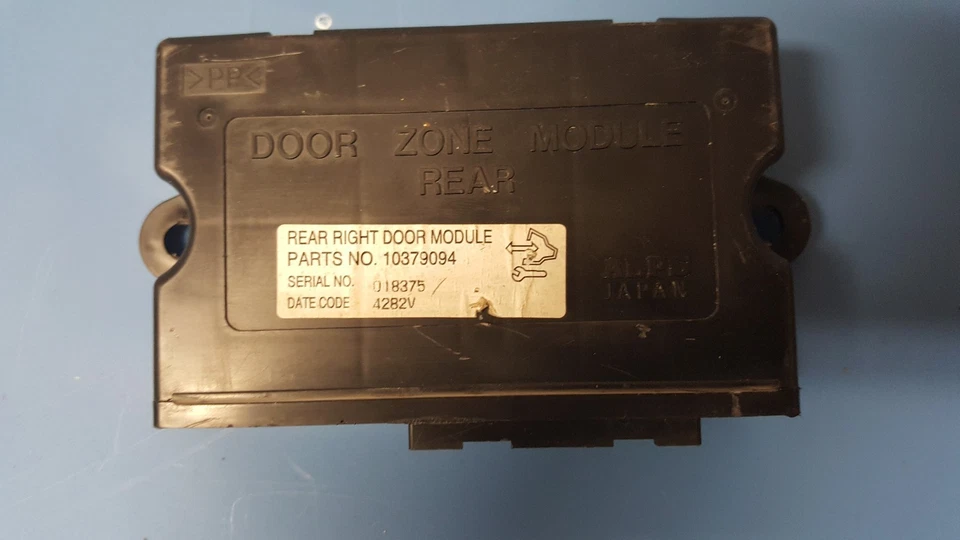 >PP<
DOOR ZONE MODULE
REAR
REAR RIGHT DOOR MODULE
PARTS NO. 10379094
SERIAL NO. 018375 /
DATE CODE 4282V
ALPS
JAPAN